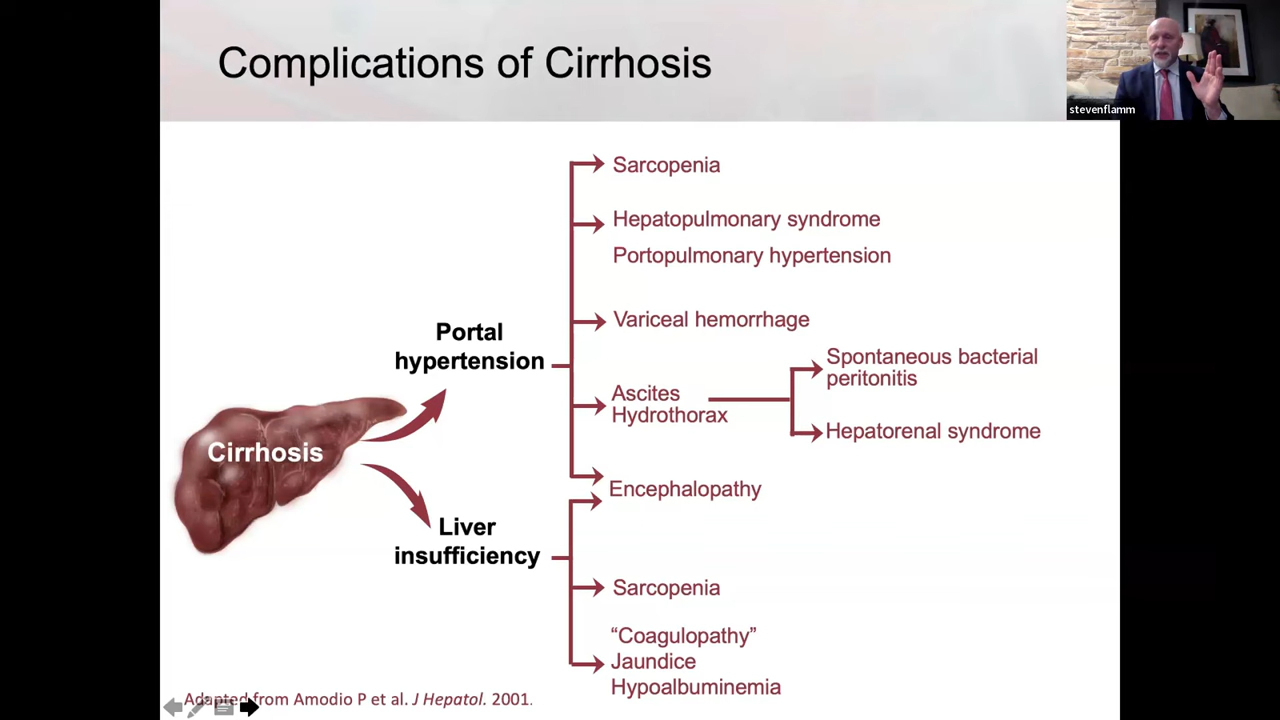 Complications of Cirrhosis
stevenflamm
Sarcopenia
Hepatopulmonary syndrome
Portopulmonary hypertension
Variceal hemorrhage
Portal
hypertension
Spontaneous bacterial
peritonitis
Ascites
Hydrothorax
Hepatorenal syndrome
Cirrhosis
Encephalopathy
Liver
insufficiency
Sarcopenia
“Coagulopathy”
Jaundice
Hypoalbuminemia
Adapted from Amodio P et al. J Hepatol. 2001.